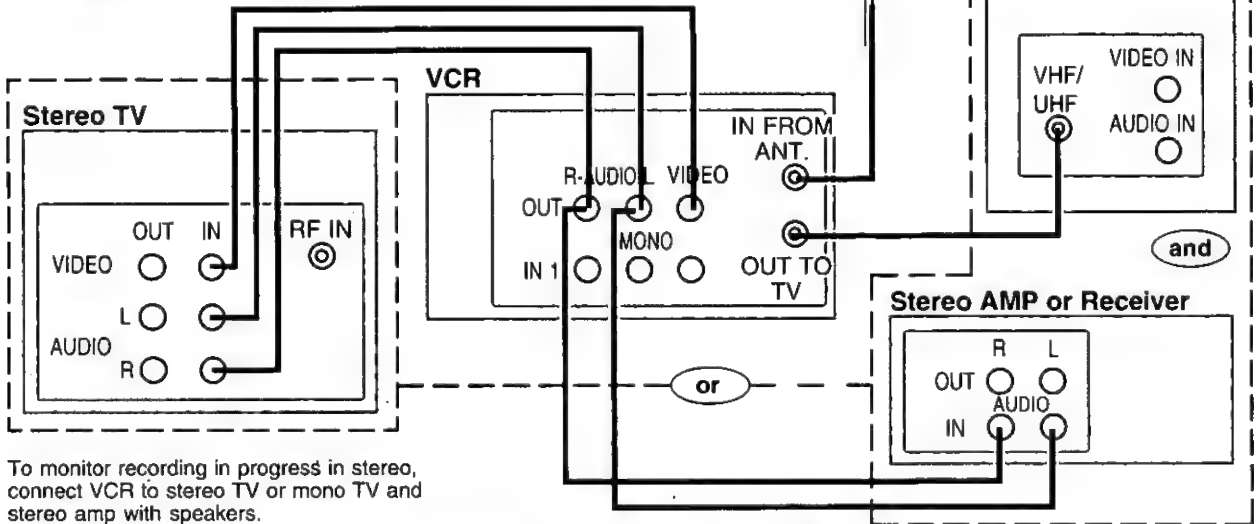 VCR
Stereo TV
OUT IN RF IN
VIDEO
L
AUDIO
R
IN FROM
ANT.
R-AUDIO-L VIDEO
OUT
MONO
IN 1
OUT TO
TV
VHF/
UHF
VIDEO IN
AUDIO IN
and
or
Stereo AMP or Receiver
R L
OUT
AUDIO
IN
To monitor recording in progress in stereo,
connect VCR to stereo TV or mono TV and
stereo amp with speakers.